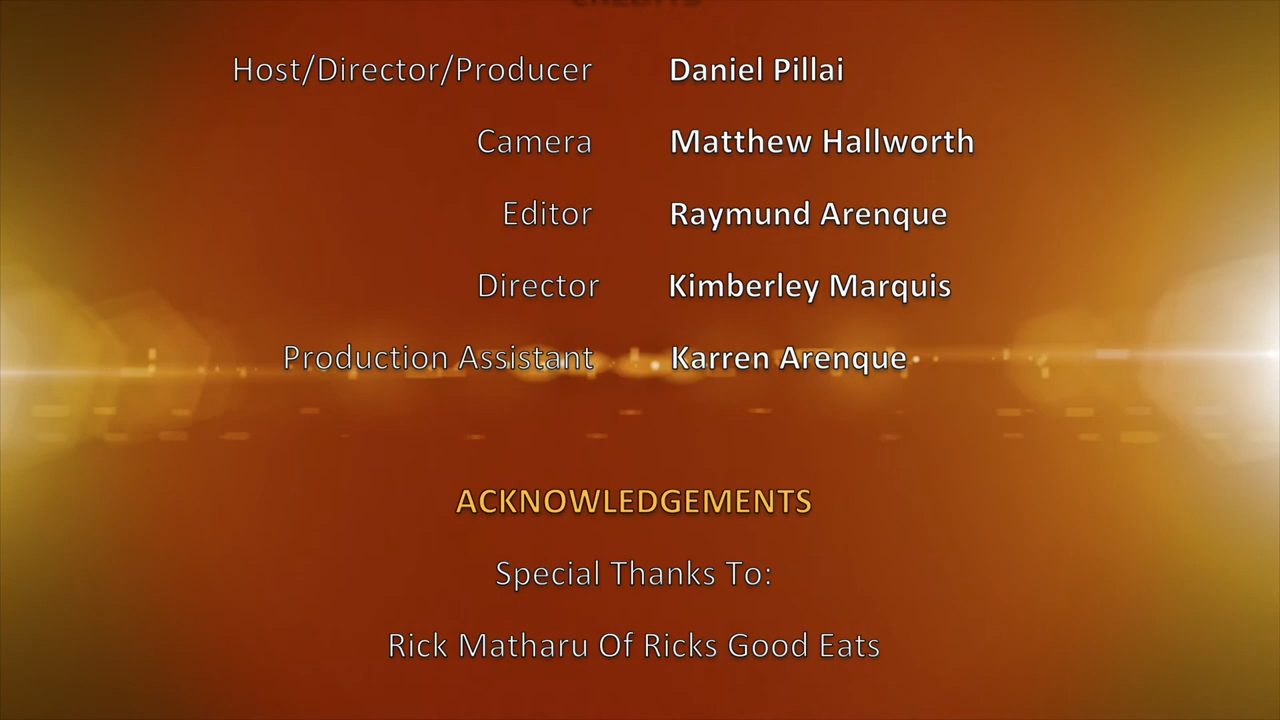 CREDITS
Host/Director/Producer Daniel Pillai
Camera Matthew Hallworth
Editor Raymund Arenque
Director Kimberley Marquis
Production Assistant Karren Arenque
ACKNOWLEDGEMENTS
Special Thanks To:
Rick Matharu Of Ricks Good Eats